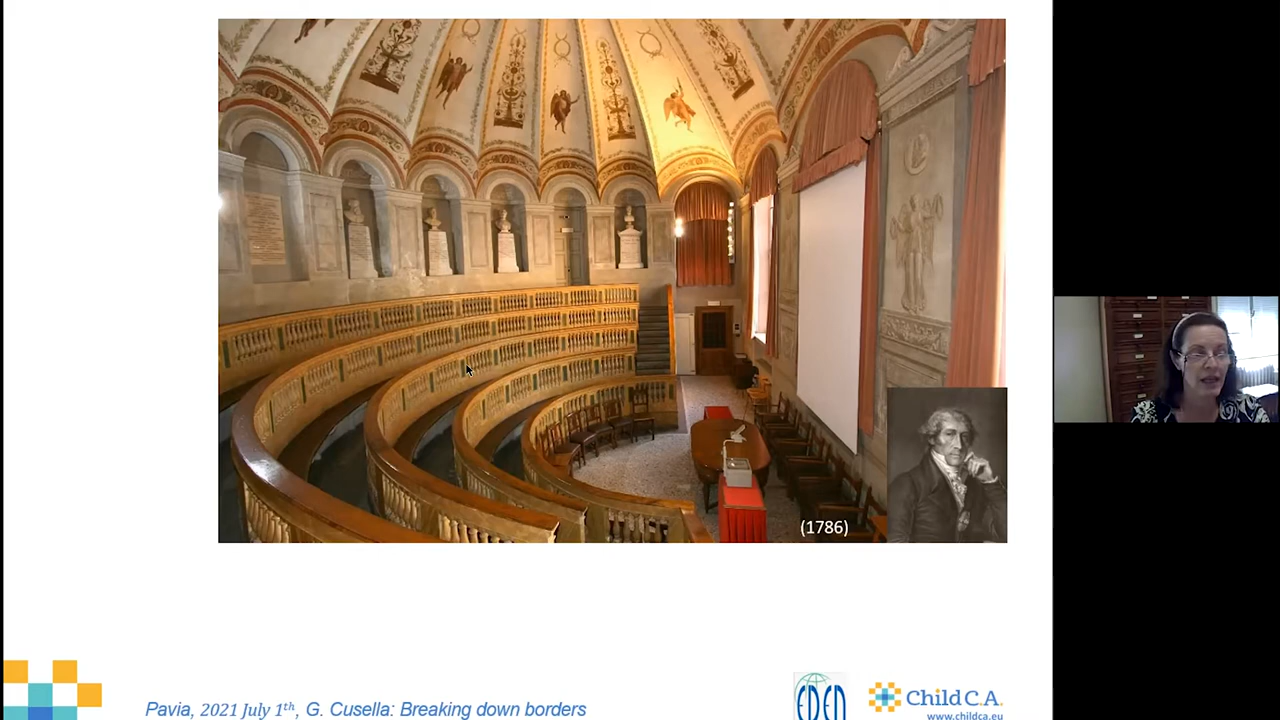 (1786)
Pavia, 2021 July 1th, G. Cusella: Breaking down borders
EDEN
Child C.A.
www.childca.eu